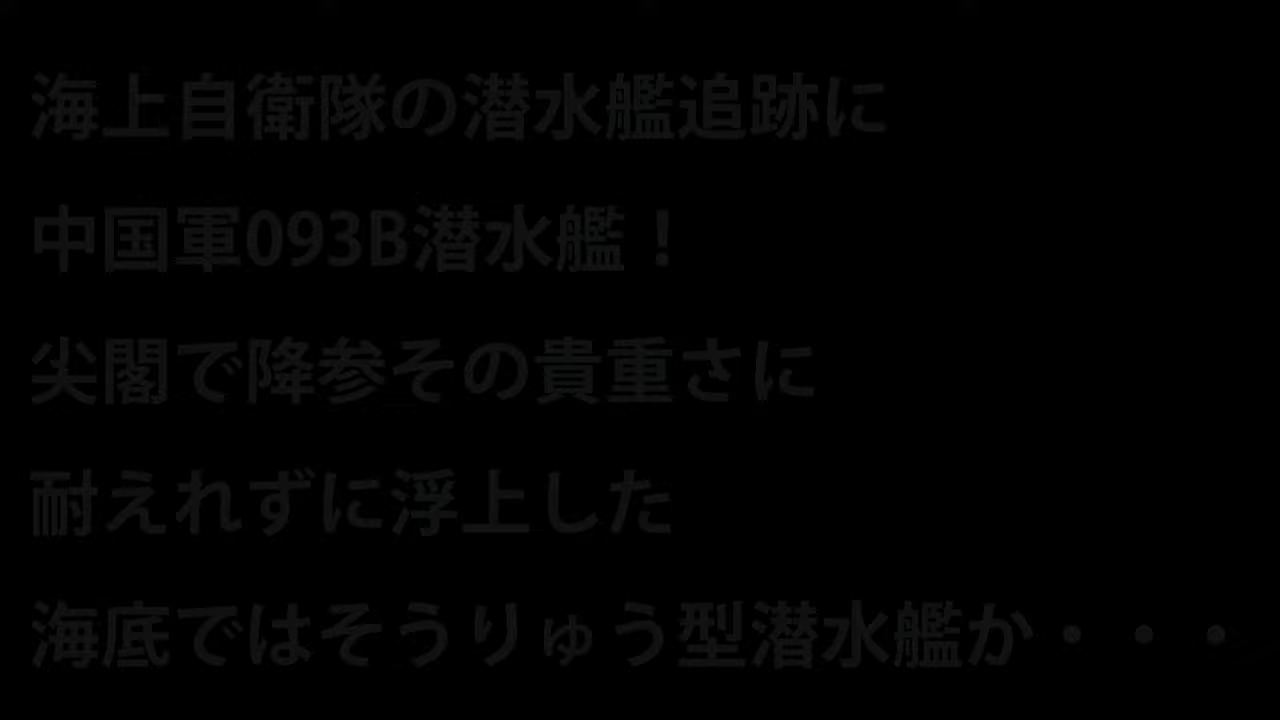 海上自衛隊の潜水艦追跡に
中国軍093B潜水艦！
尖閣で降参その貴重さに
耐えれずに浮上した
海底ではそうりゅう型潜水艦か・・・